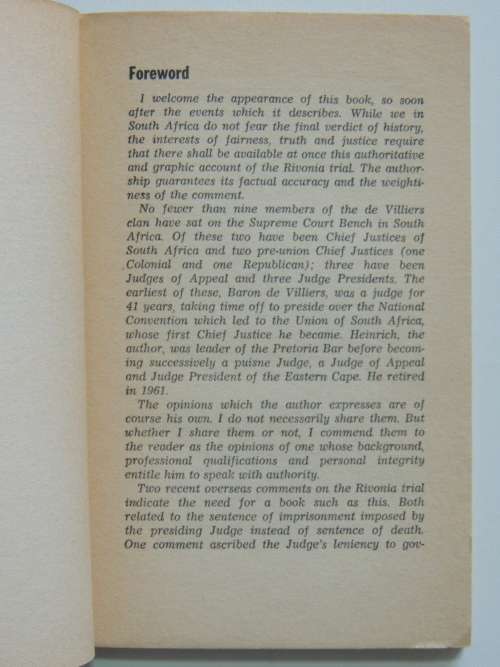 Foreword
I welcome the appearance of this book, so soon
after the events which it describes. While we in
South Africa do not fear the final verdict of history,
the interests of fairness, truth and justice require
that there shall be available at once this authoritative
and graphic account of the Rivonia trial. The author-
ship guarantees its factual accuracy and the weighti-
ness of the comment.
No fewer than nine members of the de Villiers
clan have sat on the Supreme Court Bench in South
Africa. Of these two have been Chief Justices of
South Africa and two pre-union Chief Justices (one
Colonial and one Republican); three have been
Judges of Appeal and three Judge Presidents. The
earliest of these, Baron de Villiers, was a judge for
41 years, taking time off to preside over the National
Convention which led to the Union of South Africa,
whose first Chief Justice he became. Heinrich, the
author, was leader of the Pretoria Bar before becom-
ing successively a puisne Judge, a Judge of Appeal
and Judge President of the Eastern Cape. He retired
in 1961.
The opinions which the author expresses are of
course his own. I do not necessarily share them. But
whether I share them or not, I commend them to
the reader as the opinions of one whose background,
professional qualifications and personal integrity
entitle him to speak with authority.
Two recent overseas comments on the Rivonia trial
indicate the need for a book such as this. Both
related to the sentence of imprisonment imposed by
the presiding Judge instead of sentence of death.
One comment ascribed the Judge's leniency to gov-